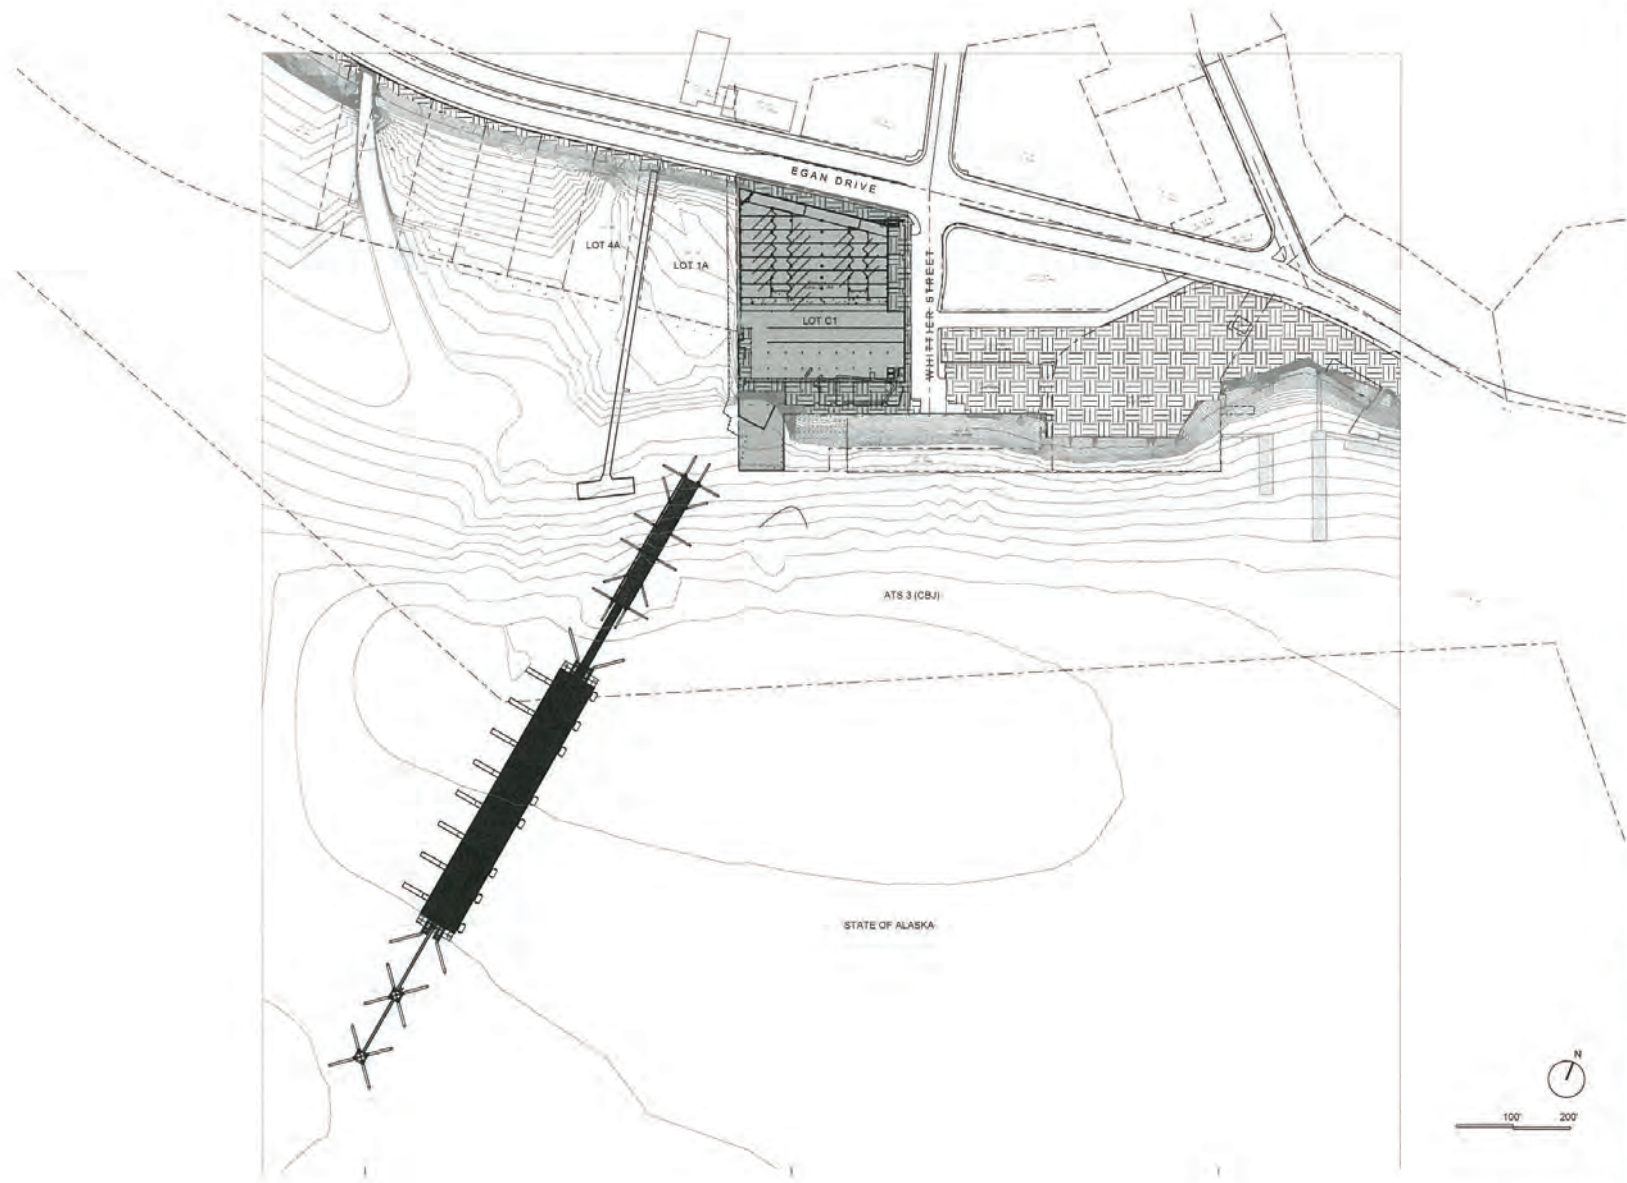 EGAN DRIVE
LOT 4A
LOT 1A
WHITTIER STREET
LOT C1
ATS 3 (CBJ)
STATE OF ALASKA
N
100'
200'